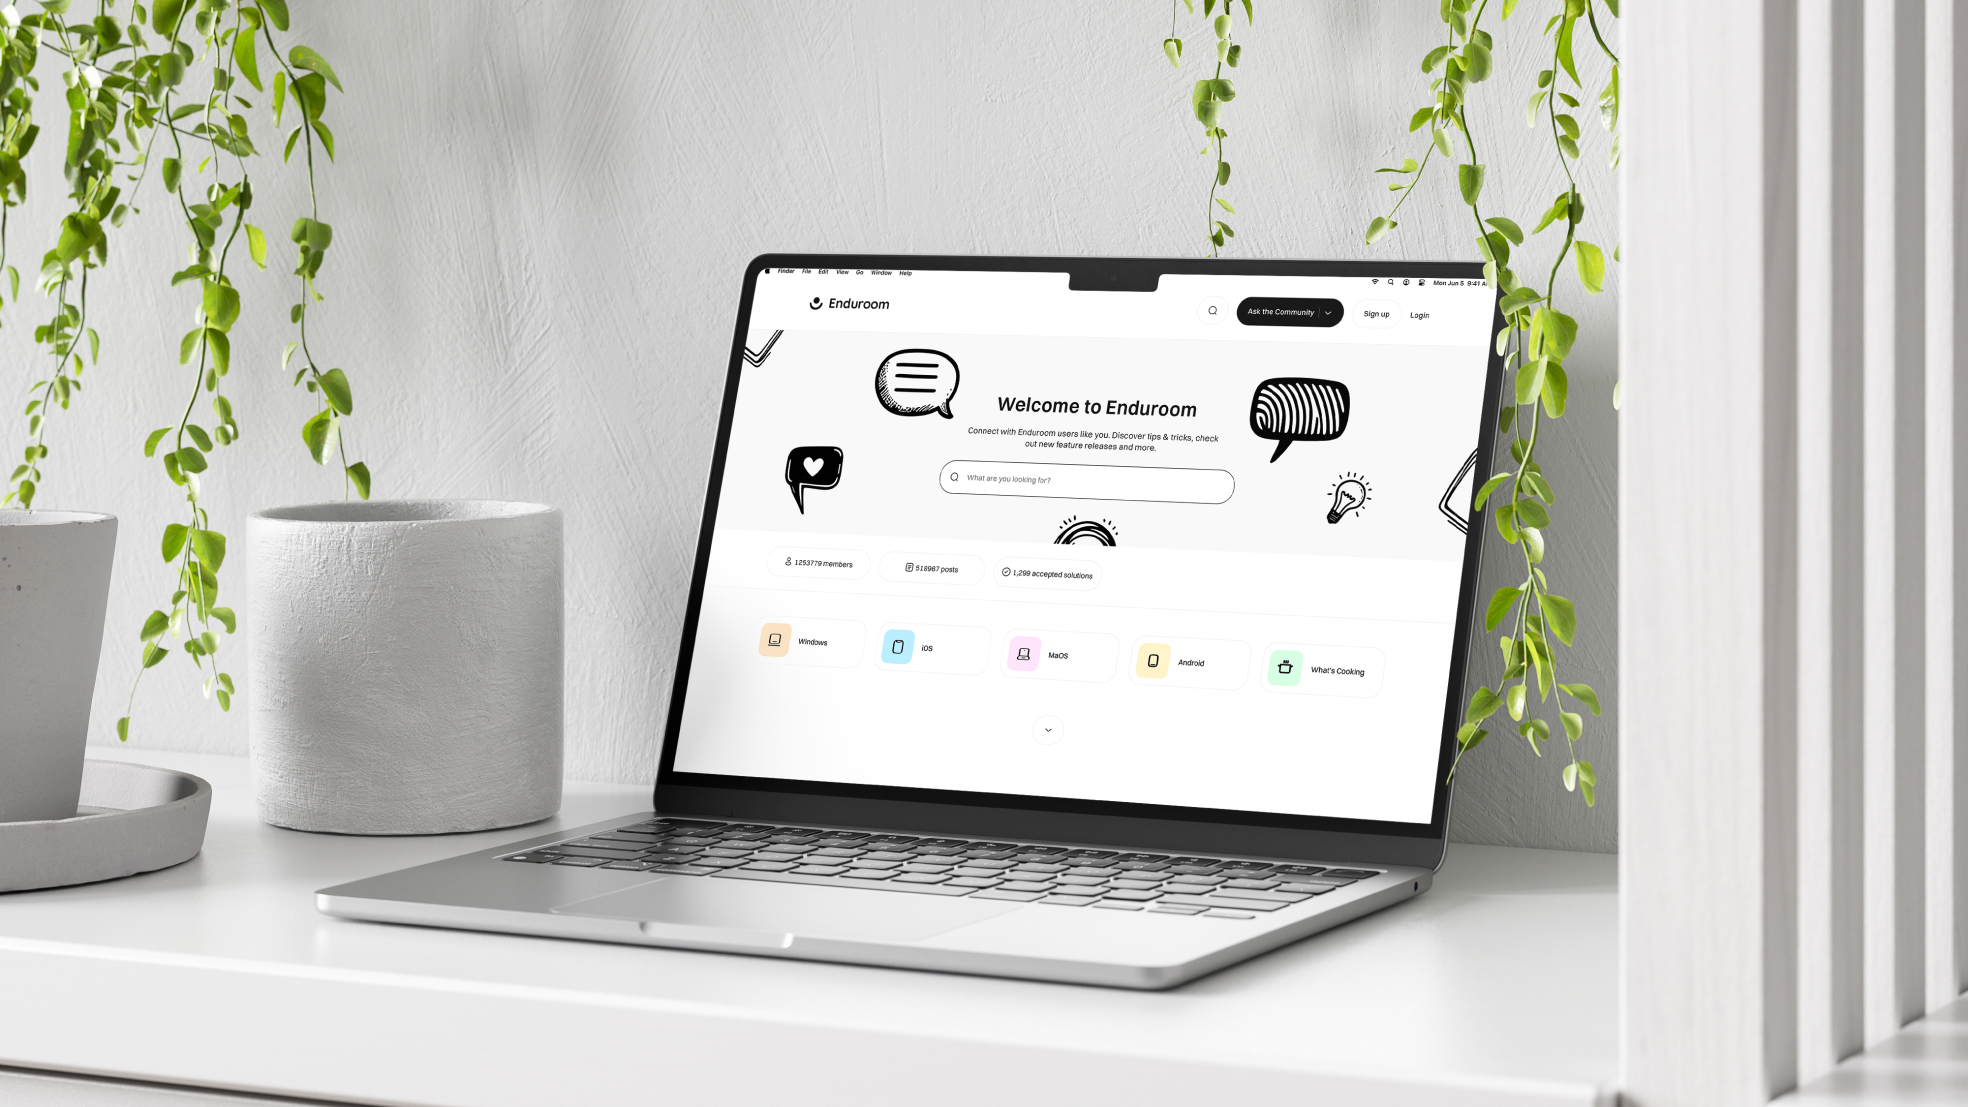 Finder File Edit View Go Window Help
Mon Jun 5 9:41
Enduroom
Ask the Community
Sign up
Login
Welcome to Enduroom
Connect with Enduroom users like you. Discover tips & tricks, check
out new feature releases and more.
What are you looking for?
1253779 members
518967 posts
1,299 accepted solutions
Windows
iOS
MaOS
Android
What's Cooking